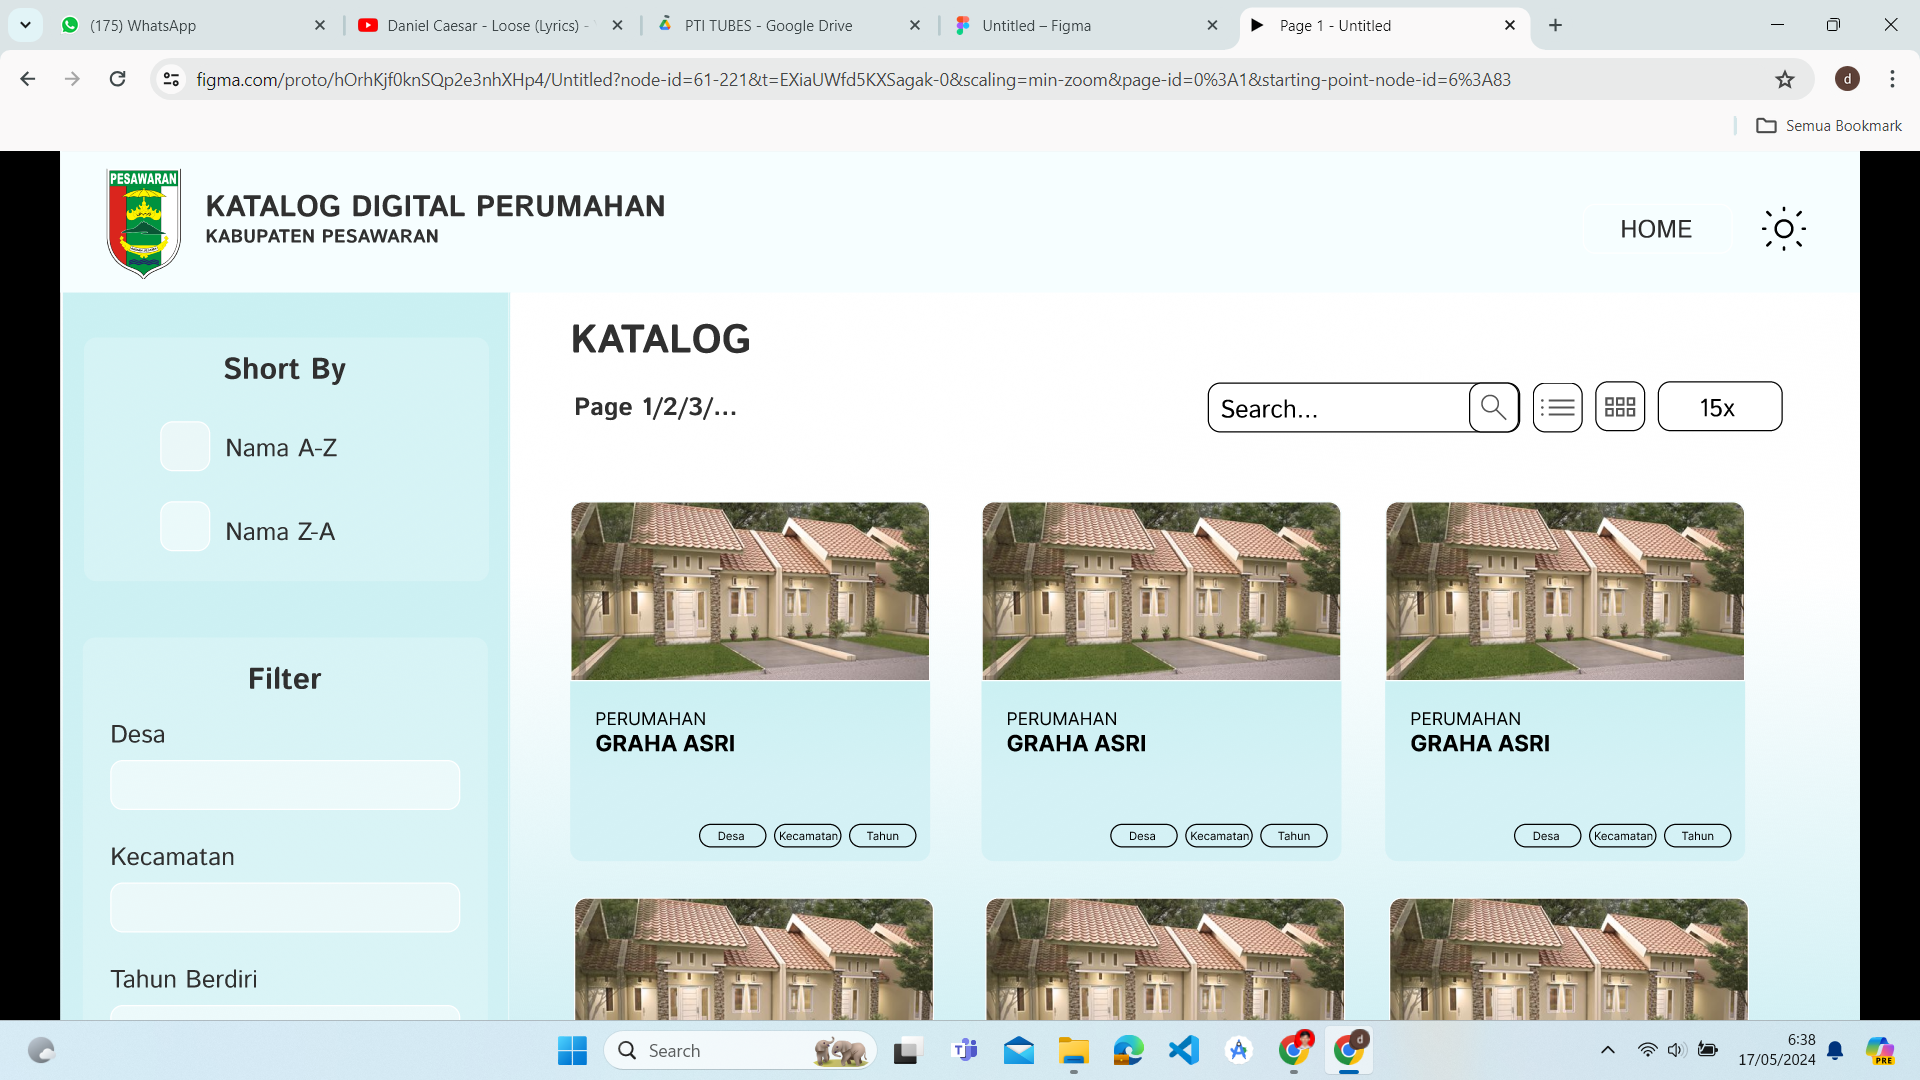 (175) WhatsApp
Daniel Caesar - Loose (Lyrics) -
PTI TUBES - Google Drive
Untitled – Figma
Page 1 - Untitled
figma.com/proto/hOrhKjf0knSQp2e3nhXHp4/Untitled?node-id=61-221&t=EXiaUWfd5KXSagak-0&scaling=min-zoom&page-id=0%3A1&starting-point-node-id=6%3A83
d
Semua Bookmark
PESAWARAN
KATALOG DIGITAL PERUMAHAN
KABUPATEN PESAWARAN
HOME
Short By
Nama A-Z
Nama Z-A
Filter
Desa
Kecamatan
Tahun Berdiri
KATALOG
Page 1/2/3/...
Search...
15x
PERUMAHAN
GRAHA ASRI
Desa Kecamatan Tahun
PERUMAHAN
GRAHA ASRI
Desa Kecamatan Tahun
PERUMAHAN
GRAHA ASRI
Desa Kecamatan Tahun
Search
d
6:38
17/05/2024
PRE